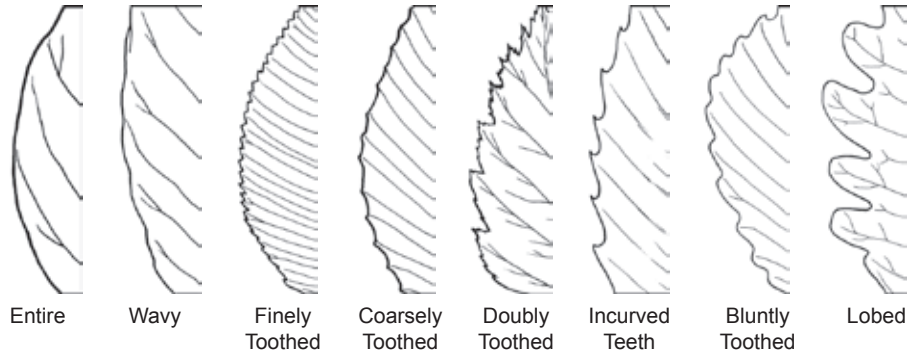 Entire
Wavy
Finely
Toothed
Coarsely
Toothed
Doubly
Toothed
Incurved
Teeth
Bluntly
Toothed
Lobed